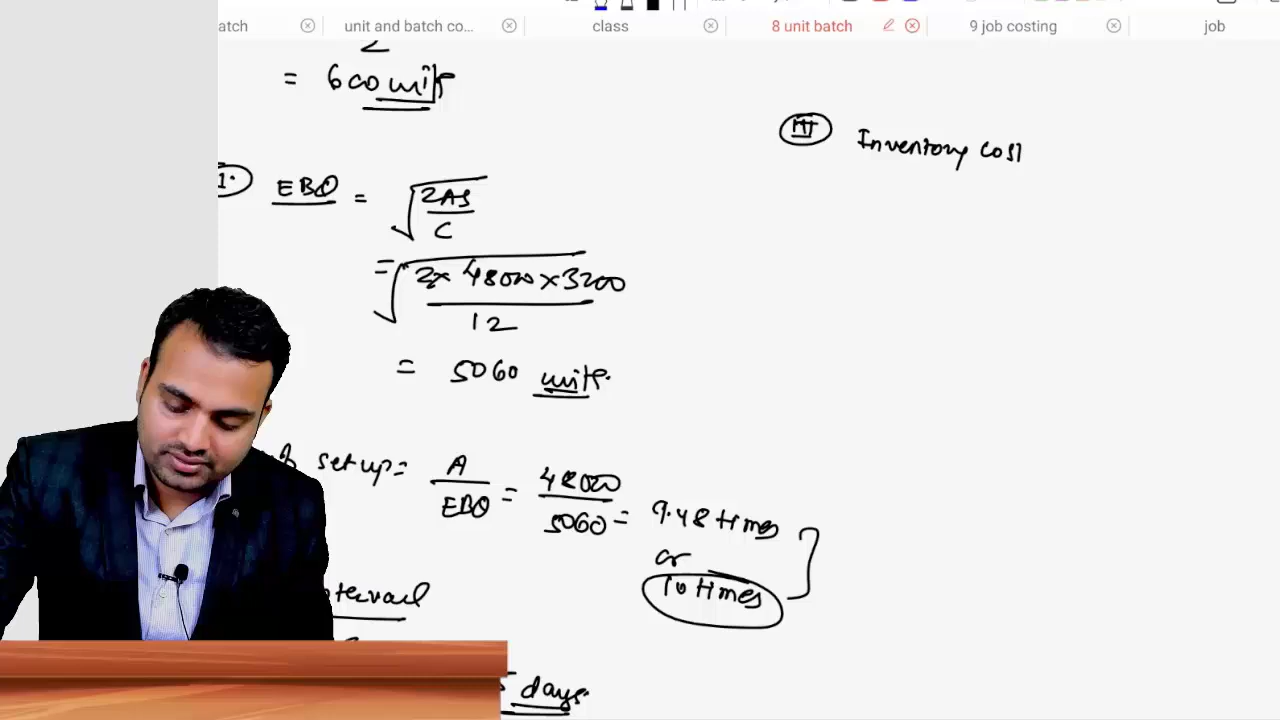 atch
unit and batch co...
class
8 unit batch
9 job costing
job
2
= 600 units
1. EBQ = √2AS
C
= √2x 48000 x 3200
12
= 5060 units.
set up = A = 48000 = 9.48 times
EBQ 5060
or
10 times
days.
III Inventory cost